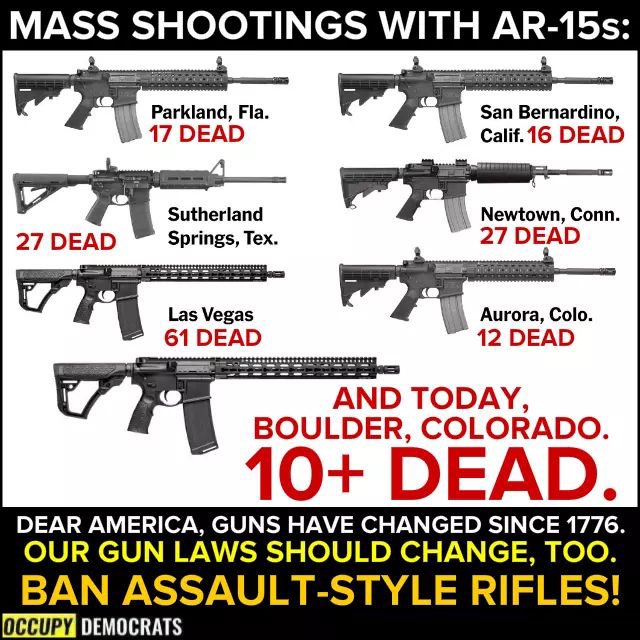 MASS SHOOTINGS WITH AR-15s:
Parkland, Fla.
17 DEAD
San Bernardino,
Calif. 16 DEAD
Sutherland
Springs, Tex.
27 DEAD
Newtown, Conn.
27 DEAD
Las Vegas
61 DEAD
Aurora, Colo.
12 DEAD
AND TODAY,
BOULDER, COLORADO.
10+ DEAD.
DEAR AMERICA, GUNS HAVE CHANGED SINCE 1776.
OUR GUN LAWS SHOULD CHANGE, TOO.
BAN ASSAULT-STYLE RIFLES!
OCCUPY DEMOCRATS